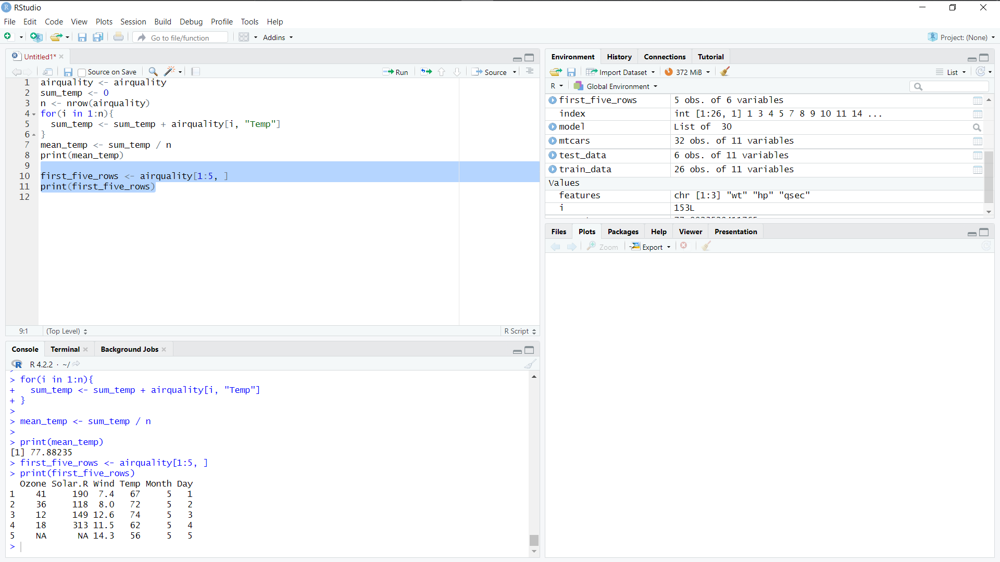 RStudio
File Edit Code View Plots Session Build Debug Profile Tools Help
Go to file/function Addins Project: (None)
Untitled1*
Source on Save Run Source
1 airquality <- airquality
2 sum_temp <- 0
3 n <- nrow(airquality)
4 for(i in 1:n){
5 sum_temp <- sum_temp + airquality[i, "Temp"]
6 }
7 mean_temp <- sum_temp / n
8 print(mean_temp)
9
10 first_five_rows <- airquality[1:5, ]
11 print(first_five_rows)
12
9:1 (Top Level) R Script
Console Terminal Background Jobs
R 4.2.2 · ~/
> for(i in 1:n){
+ sum_temp <- sum_temp + airquality[i, "Temp"]
+ }
>
> mean_temp <- sum_temp / n
>
> print(mean_temp)
[1] 77.88235
> first_five_rows <- airquality[1:5, ]
> print(first_five_rows)
Ozone Solar.R Wind Temp Month Day
1 41 190 7.4 67 5 1
2 36 118 8.0 72 5 2
3 12 149 12.6 74 5 3
4 18 313 11.5 62 5 4
5 NA NA 14.3 56 5 5
>
Environment History Connections Tutorial
Import Dataset 372 MiB List
R Global Environment
first_five_rows 5 obs. of 6 variables
index int [1:26, 1] 1 3 4 5 7 8 9 10 11 14 ...
model List of 30
mtcars 32 obs. of 11 variables
test_data 6 obs. of 11 variables
train_data 26 obs. of 11 variables
Values
features chr [1:3] "wt" "hp" "qsec"
i 153L
Files Plots Packages Help Viewer Presentation
Zoom Export